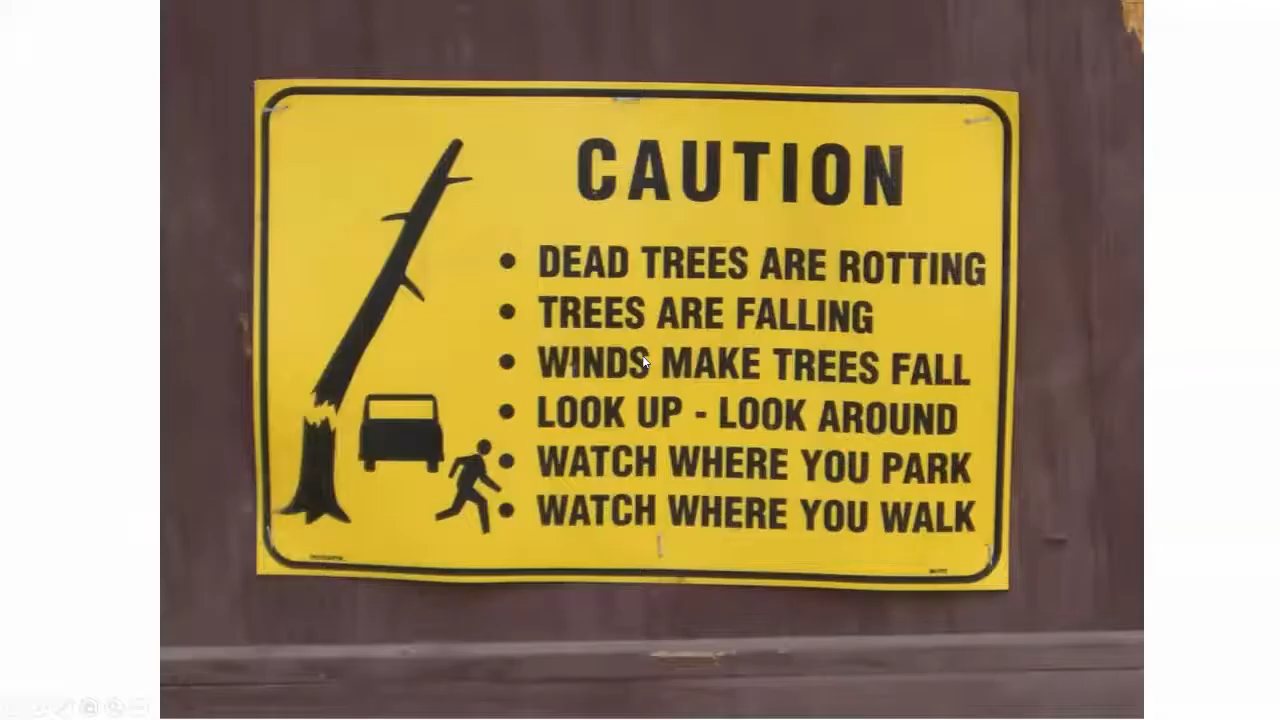 CAUTION
• DEAD TREES ARE ROTTING
• TREES ARE FALLING
• WINDS MAKE TREES FALL
• LOOK UP - LOOK AROUND
• WATCH WHERE YOU PARK
• WATCH WHERE YOU WALK